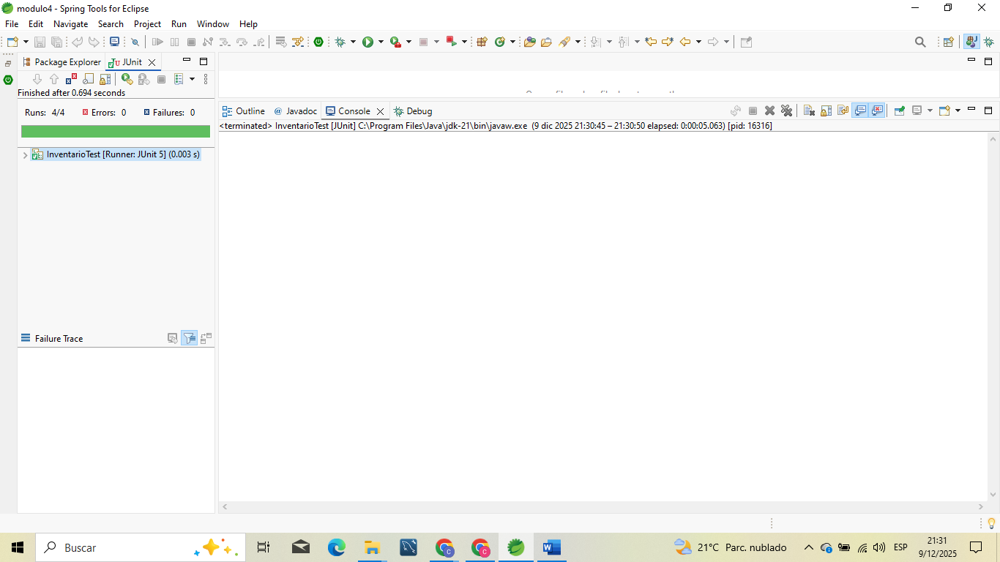 modulo4 - Spring Tools for Eclipse
File Edit Navigate Search Project Run Window Help
Package Explorer JUnit
Finished after 0.694 seconds
Runs: 4/4 Errors: 0 Failures: 0
InventarioTest [Runner: JUnit 5] (0.003 s)
Failure Trace
Outline @ Javadoc Console Debug
<terminated> InventarioTest [JUnit] C:\Program Files\Java\jdk-21\bin\javaw.exe (9 dic 2025 21:30:45 – 21:30:50 elapsed: 0:00:05.063) [pid: 16316]
Buscar
21°C Parc. nublado
ESP
21:31
9/12/2025